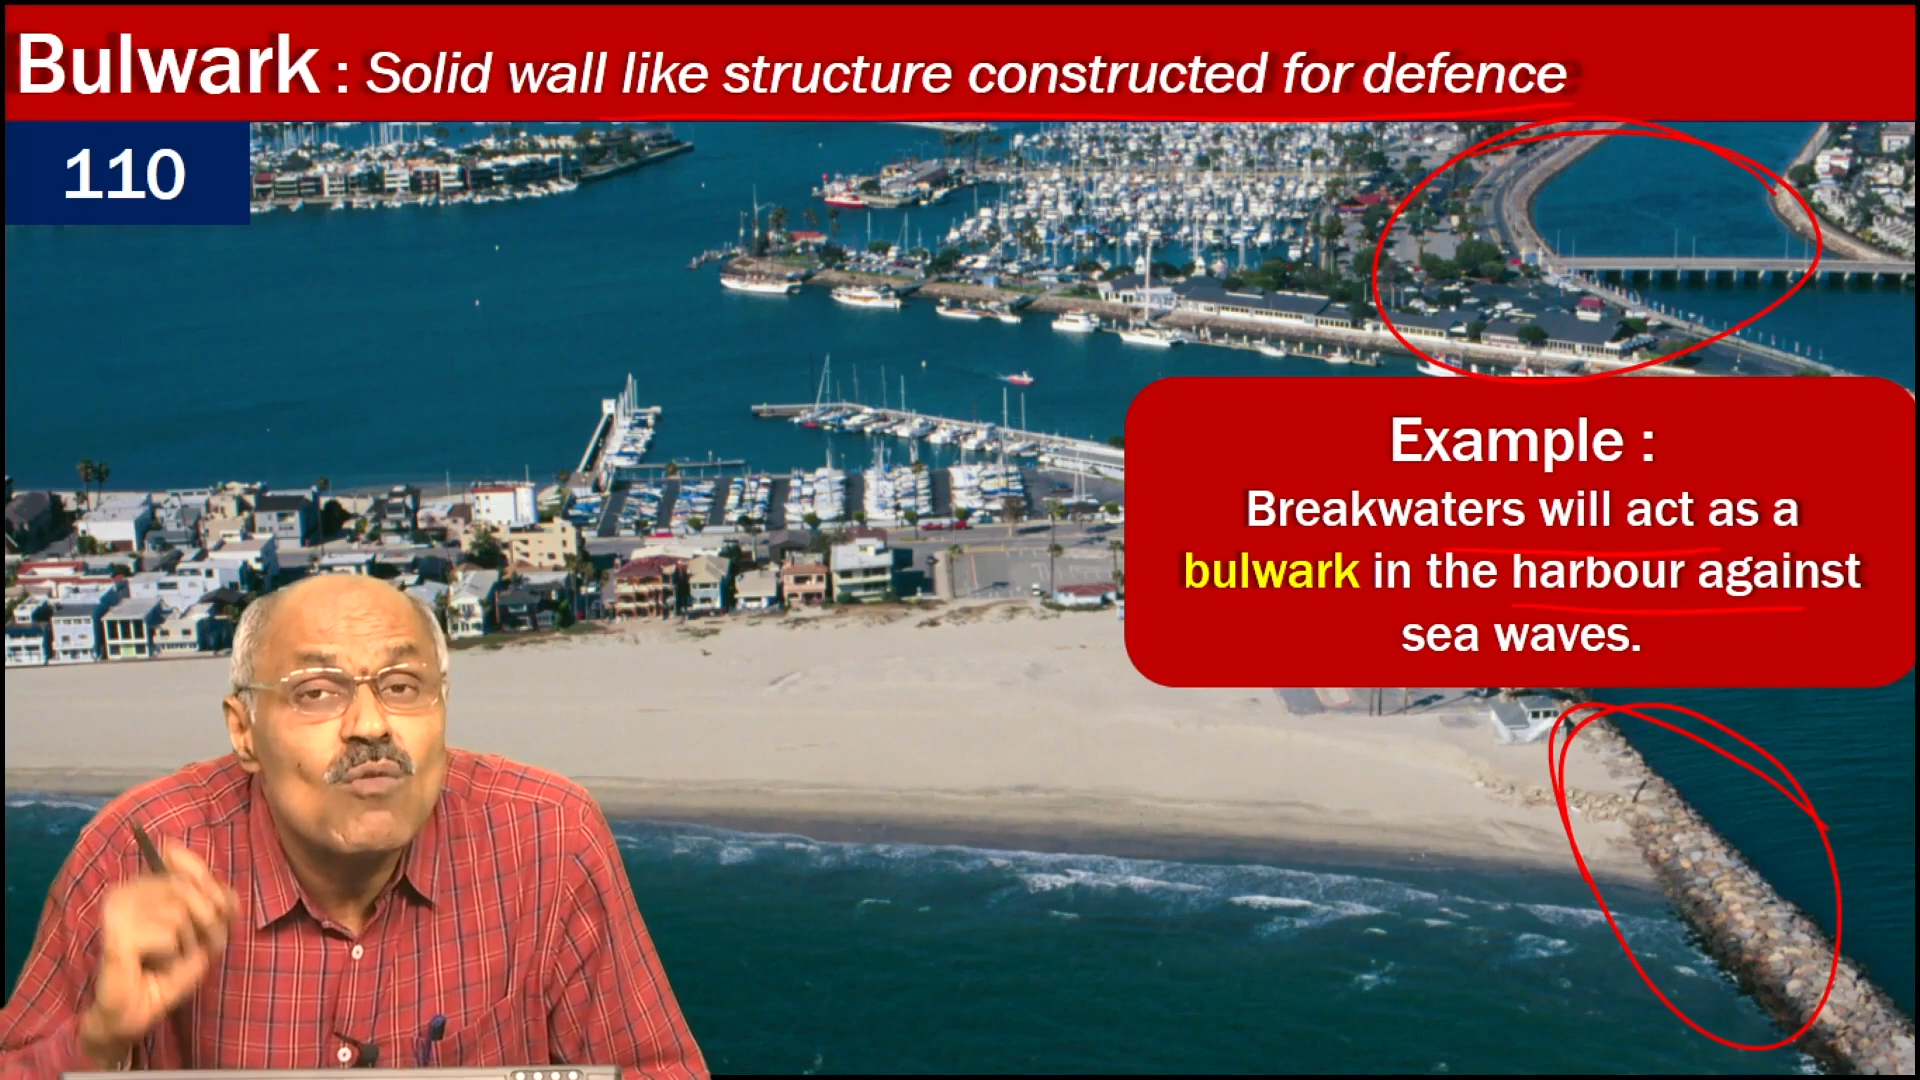 Bulwark : Solid wall like structure constructed for defence
110
Example :
Breakwaters will act as a
bulwark in the harbour against
sea waves.